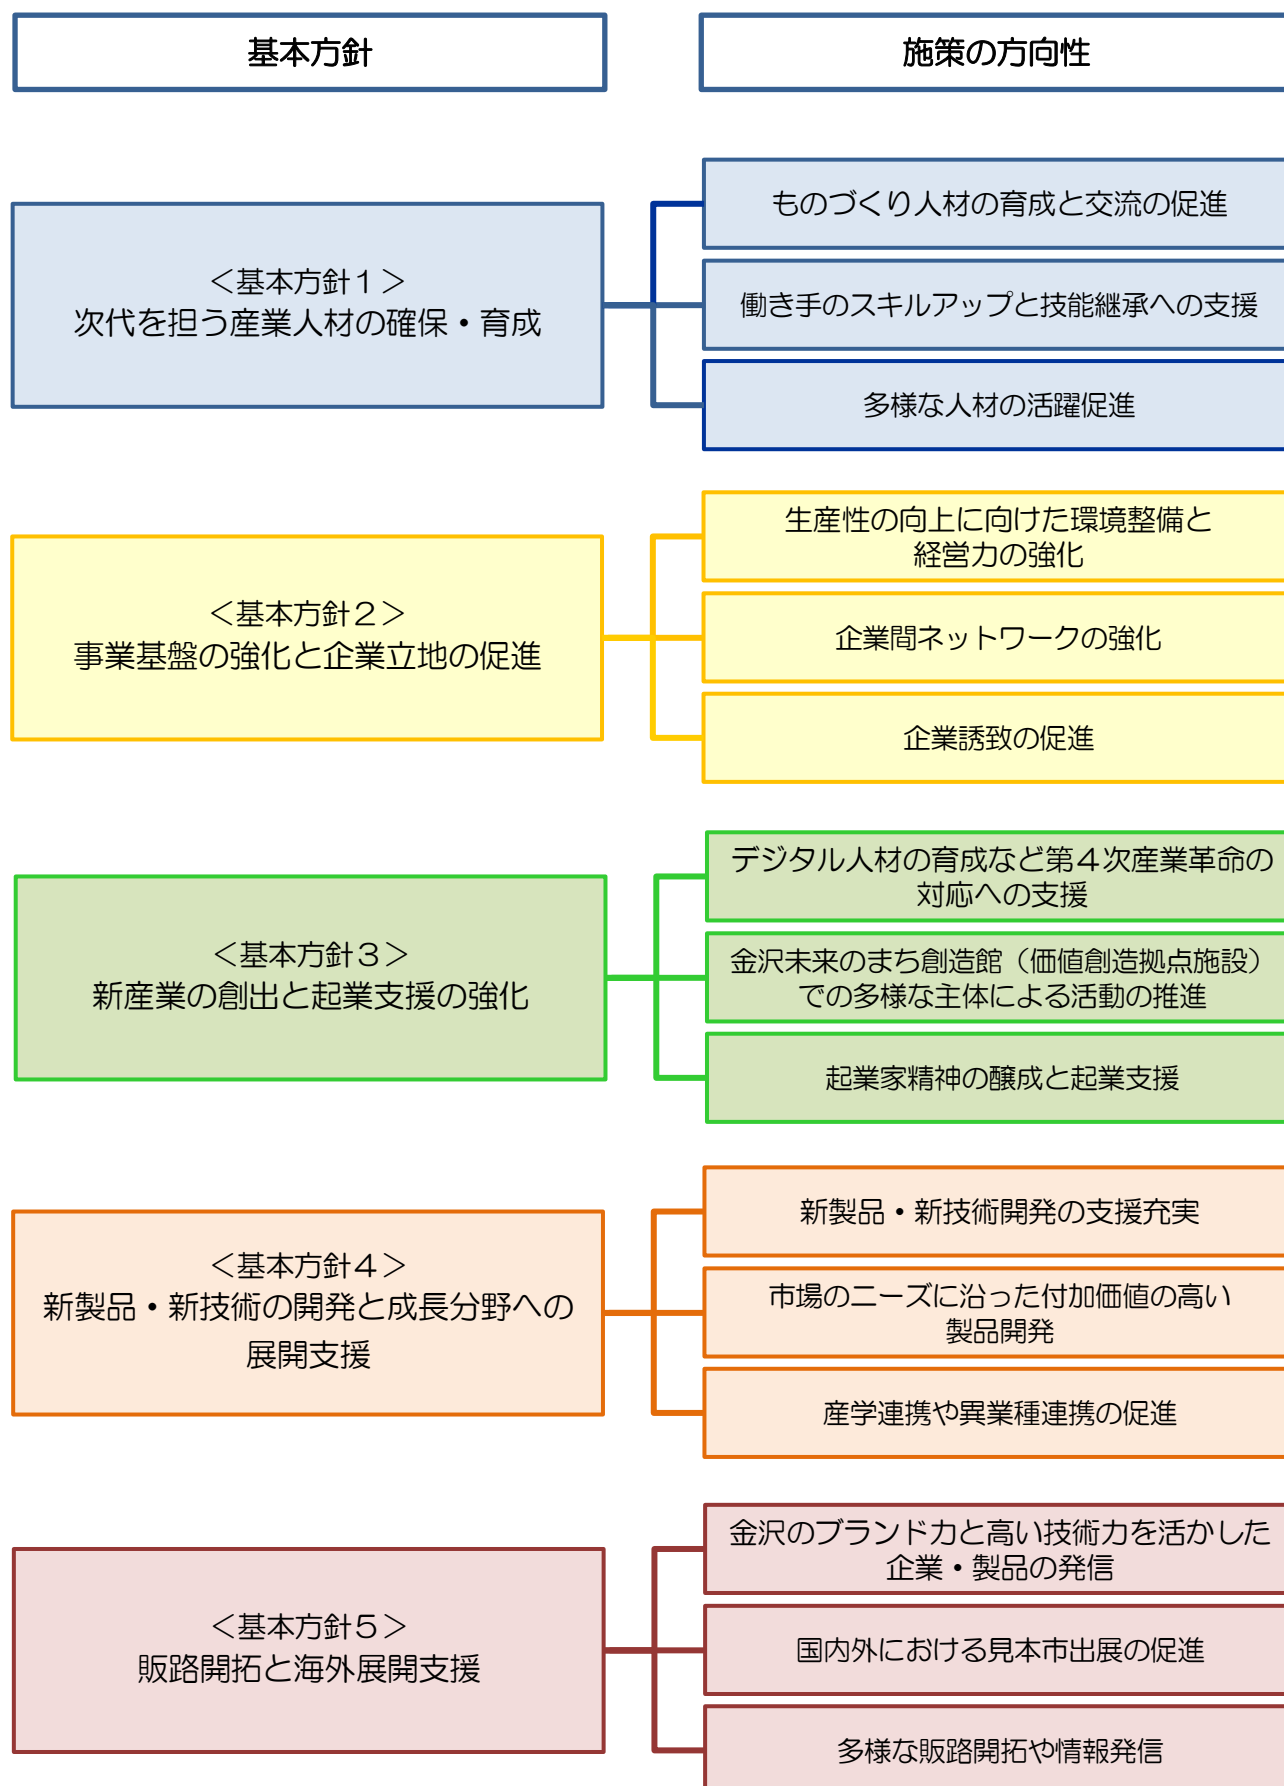 基本方針
施策の方向性
＜基本方針１＞
次代を担う産業人材の確保・育成
ものづくり人材の育成と交流の促進
働き手のスキルアップと技能継承への支援
多様な人材の活躍促進
＜基本方針２＞
事業基盤の強化と企業立地の促進
生産性の向上に向けた環境整備と
経営力の強化
企業間ネットワークの強化
企業誘致の促進
＜基本方針３＞
新産業の創出と起業支援の強化
デジタル人材の育成など第４次産業革命の
対応への支援
金沢未来のまち創造館（価値創造拠点施設）
での多様な主体による活動の推進
起業家精神の醸成と起業支援
＜基本方針４＞
新製品・新技術の開発と成長分野への
展開支援
新製品・新技術開発の支援充実
市場のニーズに沿った付加価値の高い
製品開発
産学連携や異業種連携の促進
＜基本方針５＞
販路開拓と海外展開支援
金沢のブランド力と高い技術力を活かした
企業・製品の発信
国内外における見本市出展の促進
多様な販路開拓や情報発信